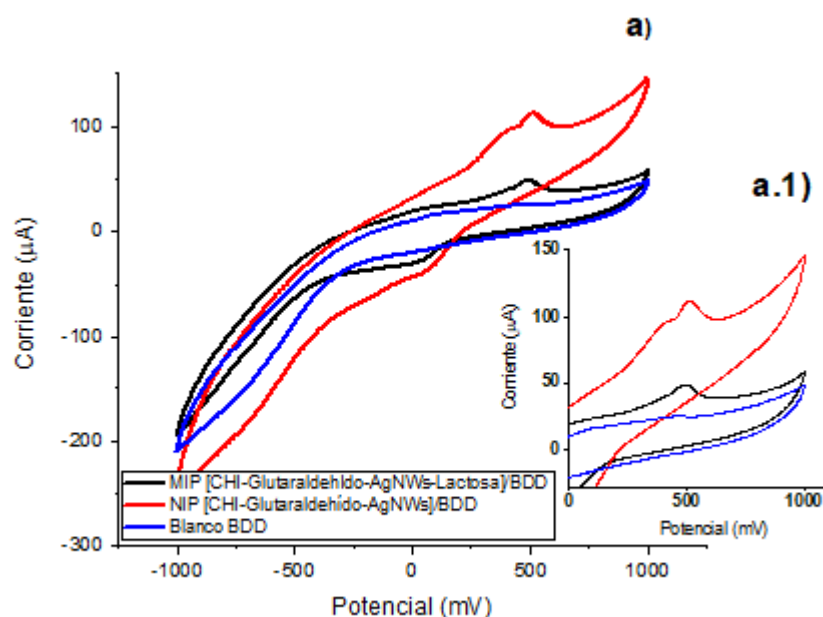 a)
100
0
-100
-200
-300
Corriente (µA)
-1000
-500
0
500
1000
Potencial (mV)
MIP [CHI-Glutaraldehldo-AgNWs-Lactosa]/BDD
NIP [CHI-Glutaraldehído-AgNWs]/BDD
Blanco BDD
a.1)
150
100
50
0
Corriente (µA)
0
500
1000
Potencial (mV)